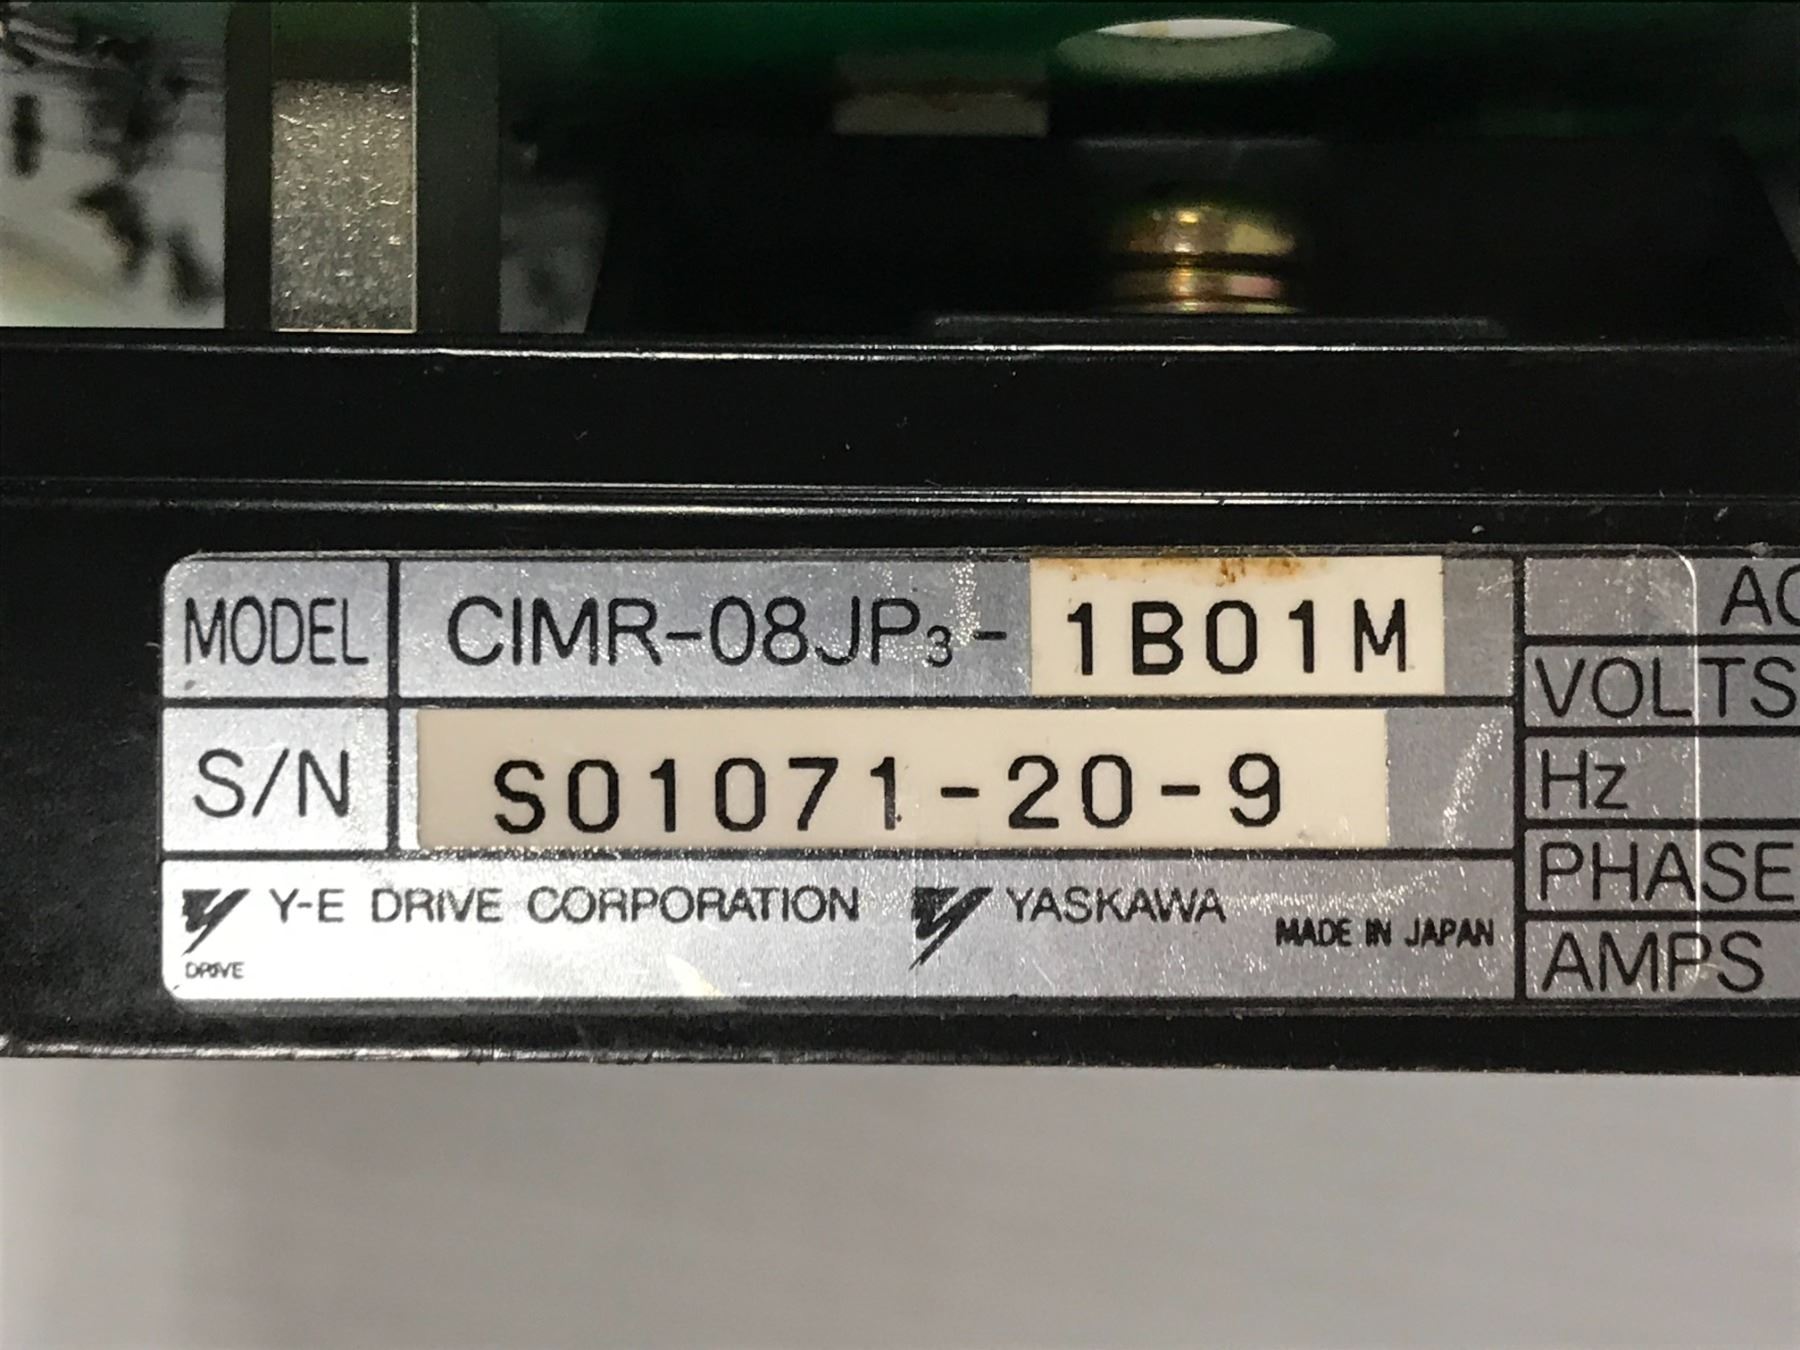 MODEL CIMR-08JP3-1B01M
S/N S01071-20-9
Y-E DRIVE CORPORATION YASKAWA MADE IN JAPAN
DRIVE
VOLTS
Hz
PHASE
AMPS